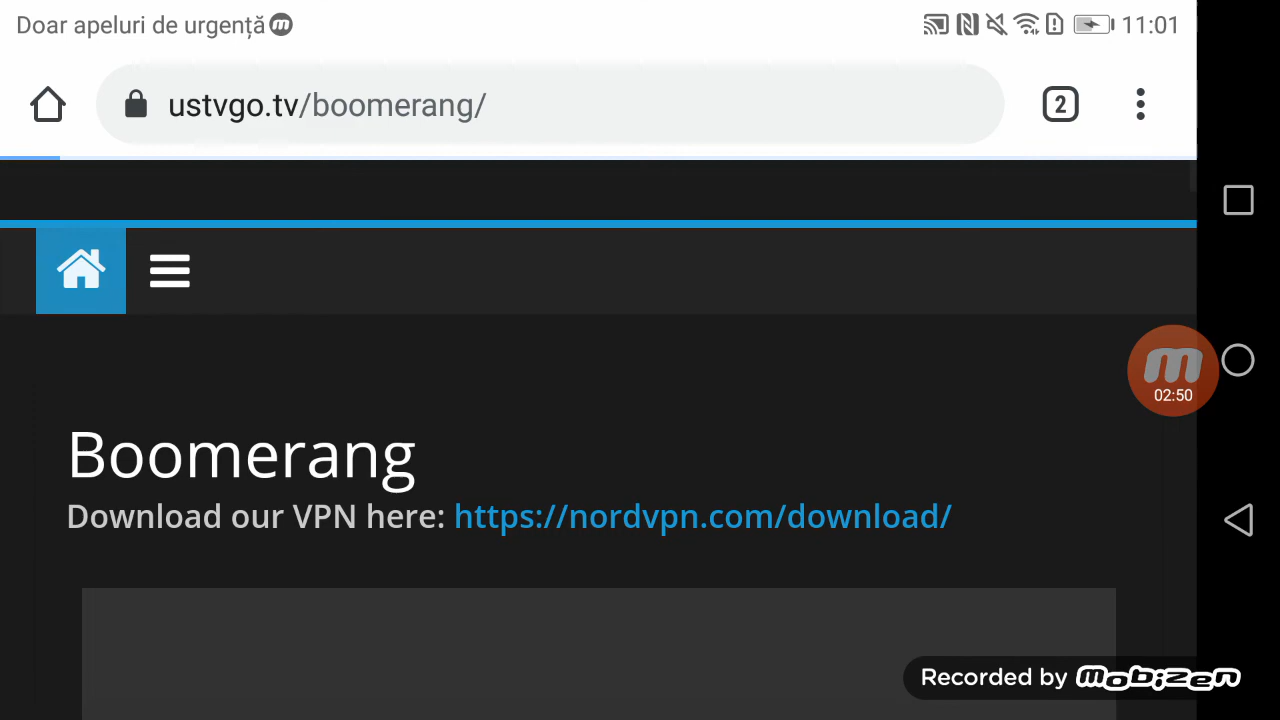 Doar apeluri de urgență
11:01
ustvgo.tv/boomerang/
2
02:50
Boomerang
Download our VPN here: https://nordvpn.com/download/
Recorded by mobizen